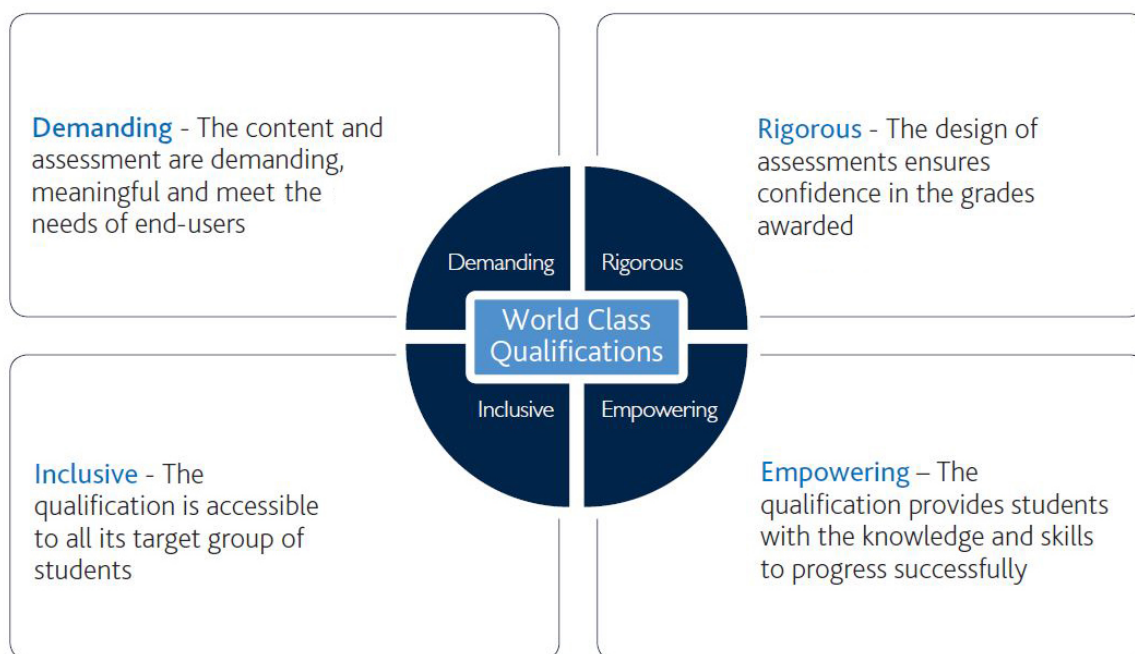 Demanding - The content and
assessment are demanding,
meaningful and meet the
needs of end-users
Rigorous - The design of
assessments ensures
confidence in the grades
awarded
Demanding
Rigorous
World Class
Qualifications
Inclusive
Empowering
Inclusive - The
qualification is accessible
to all its target group of
students
Empowering – The
qualification provides students
with the knowledge and skills
to progress successfully